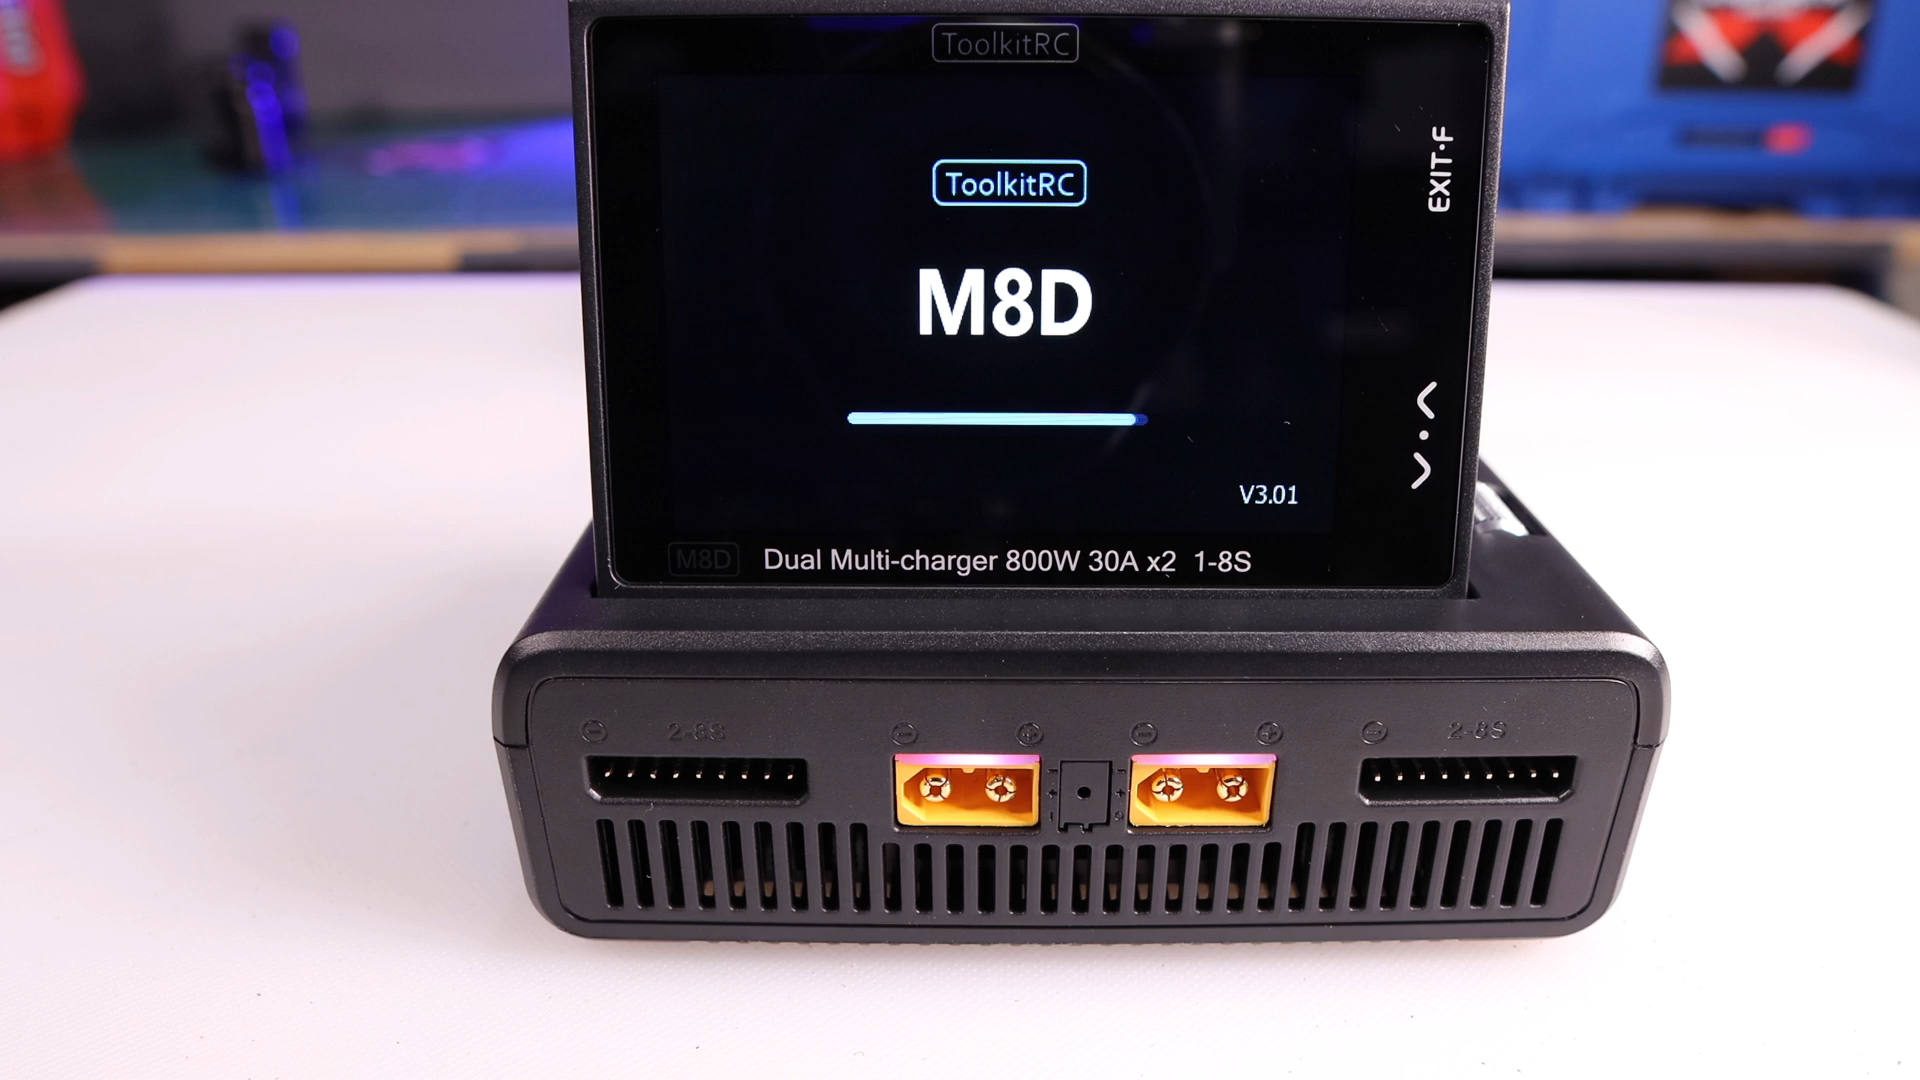 ToolkitRC
EXIT·F
ToolkitRC
M8D
V3.01
M8D Dual Multi-charger 800W 30A x2 1-8S
2-8S
2-8S